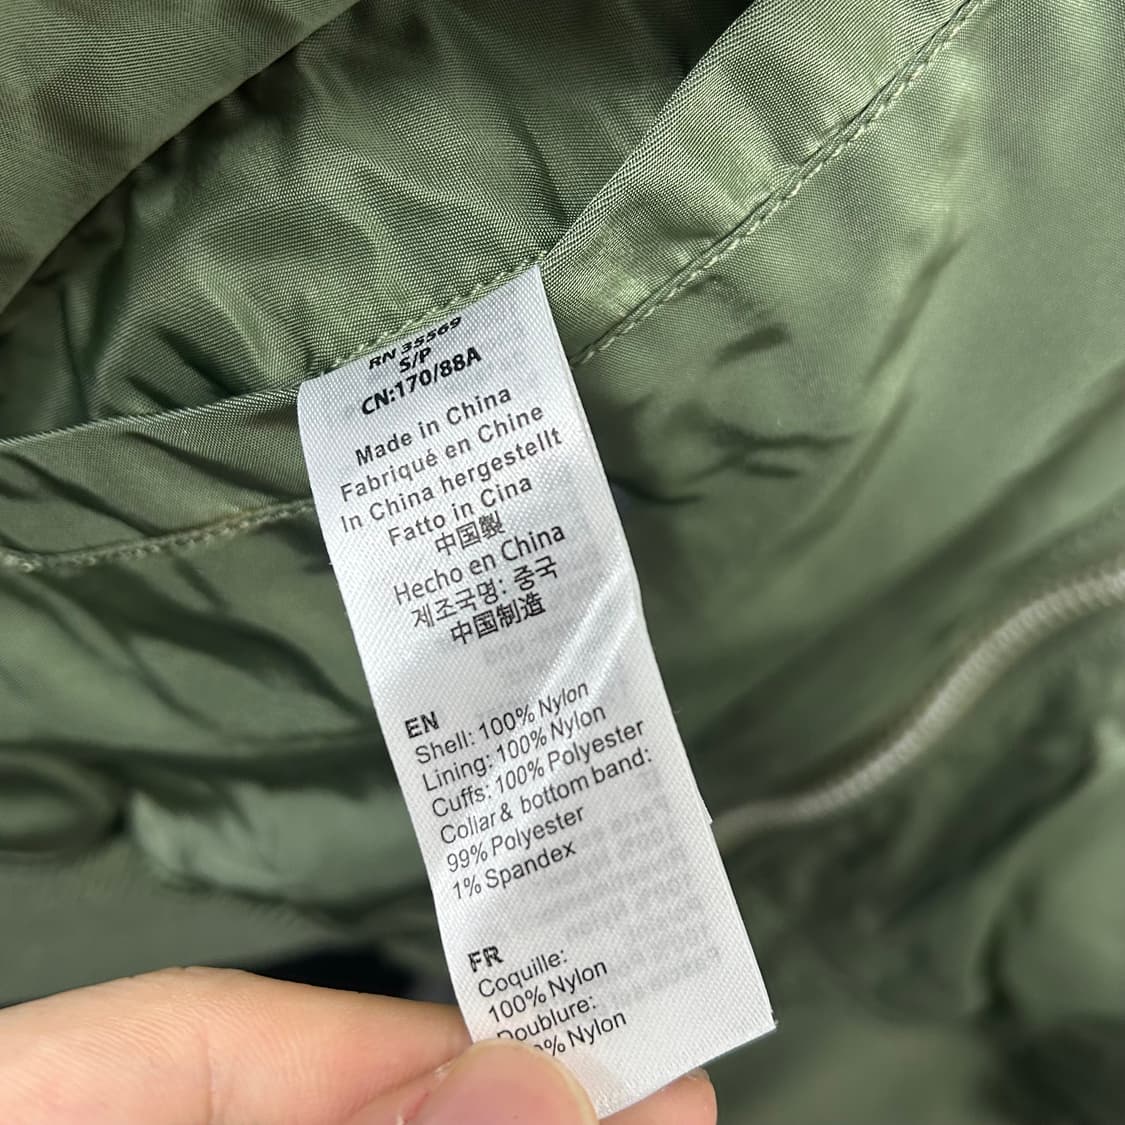 RN 35569
S/P
CN:170/88A
Made in China
Fabriqué en Chine
In China hergestellt
Fatto in Cina
中国製
Hecho en China
제조국명: 중국
中国制造
EN
Shell: 100% Nylon
Lining: 100% Nylon
Cuffs: 100% Polyester
Collar & bottom band:
99% Polyester
1% Spandex
FR
Coquille:
100% Nylon
Doublure:
% Nylon